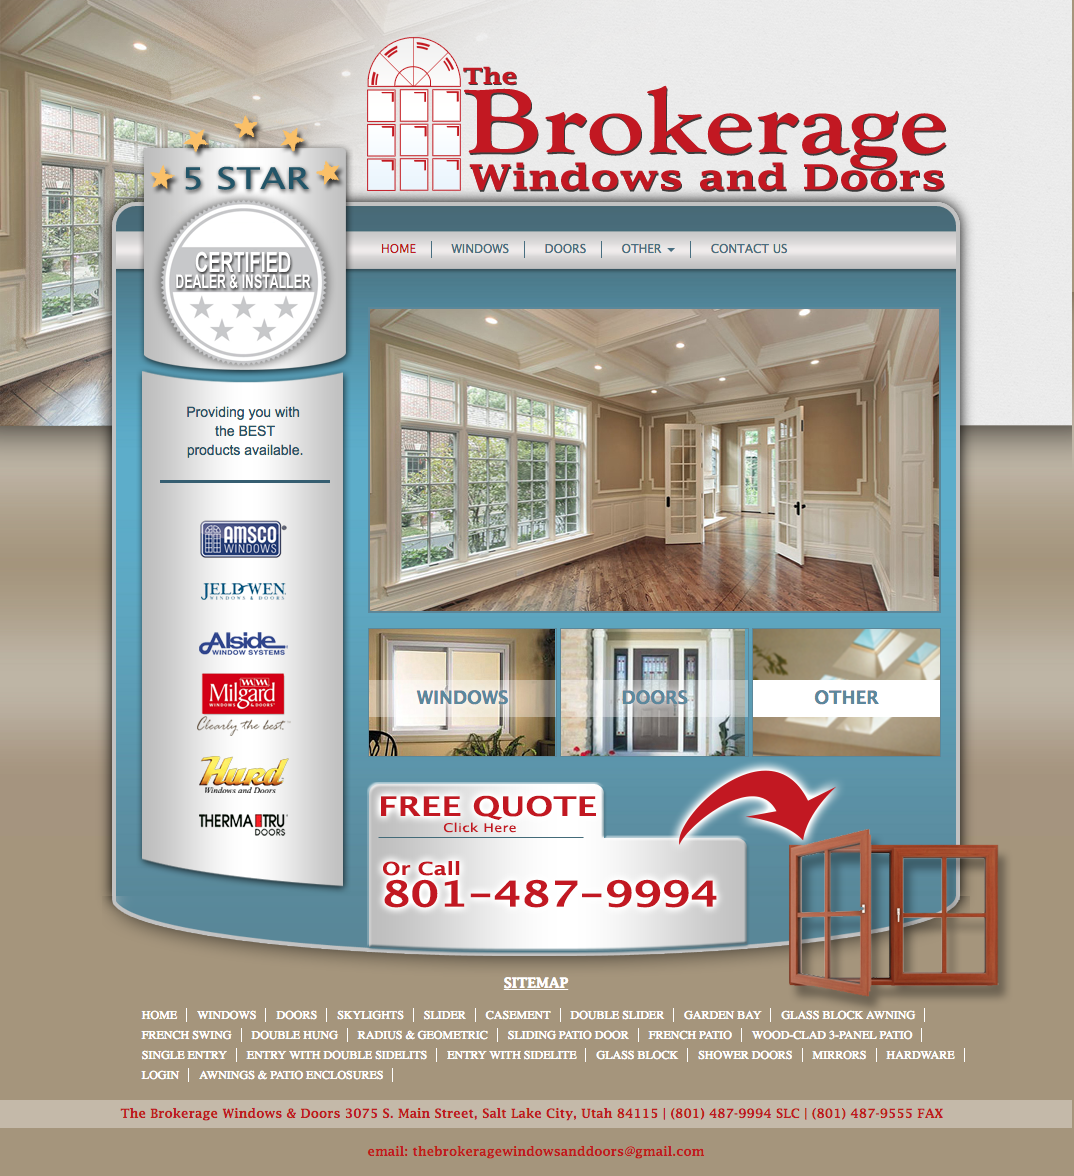 The
Brokerage
Windows and Doors
5 STAR
CERTIFIED
DEALER & INSTALLER
HOME
WINDOWS
DOORS
OTHER
CONTACT US
Providing you with
the BEST
products available.
AMSCO
WINDOWS
JELD-WEN
WINDOWS & DOORS
Alside
WINDOW SYSTEMS
Milgard
WINDOWS & DOORS
Clearly the best.™
Hurd
Windows and Doors
THERMA TRU
DOORS
WINDOWS
DOORS
OTHER
FREE QUOTE
Click Here
Or Call
801-487-9994
SITEMAP
HOME | WINDOWS | DOORS | SKYLIGHTS | SLIDER | CASEMENT | DOUBLE SLIDER | GARDEN BAY | GLASS BLOCK AWNING |
FRENCH SWING | DOUBLE HUNG | RADIUS & GEOMETRIC | SLIDING PATIO DOOR | FRENCH PATIO | WOOD-CLAD 3-PANEL PATIO |
SINGLE ENTRY | ENTRY WITH DOUBLE SIDELITS | ENTRY WITH SIDELITE | GLASS BLOCK | SHOWER DOORS | MIRRORS | HARDWARE |
LOGIN | AWNINGS & PATIO ENCLOSURES |
The Brokerage Windows & Doors 3075 S. Main Street, Salt Lake City, Utah 84115 | (801) 487-9994 SLC | (801) 487-9555 FAX
email: thebrokeragewindowsanddoors@gmail.com